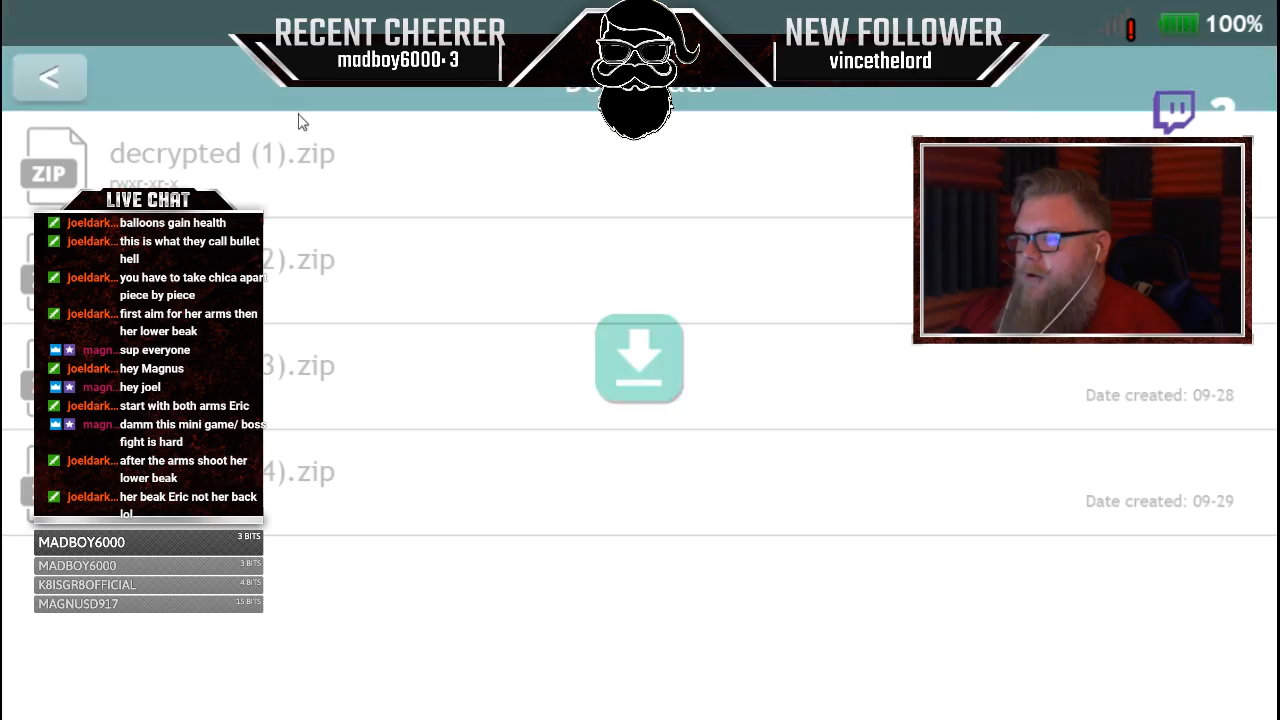 RECENT CHEERER
madboy6000: 3
NEW FOLLOWER
vincethelord
100%
<
decrypted (1).zip
ZIP
rwxr-xr-x
2).zip
3).zip
Date created: 09-28
4).zip
Date created: 09-29
LIVE CHAT
joeldark... balloons gain health
joeldark... this is what they call bullet
hell
joeldark... you have to take chica apar
piece by piece
joeldark... first aim for her arms then
her lower beak
magn... sup everyone
joeldark... hey Magnus
magn... hey joel
joeldark... start with both arms Eric
magn... damm this mini game/ boss
fight is hard
joeldark... after the arms shoot her
lower beak
joeldark... her beak Eric not her back
lol
MADBOY6000 3 BITS
MADBOY6000 3 BITS
K8ISGR8OFFICIAL 4 BITS
MAGNUSD917 15 BITS